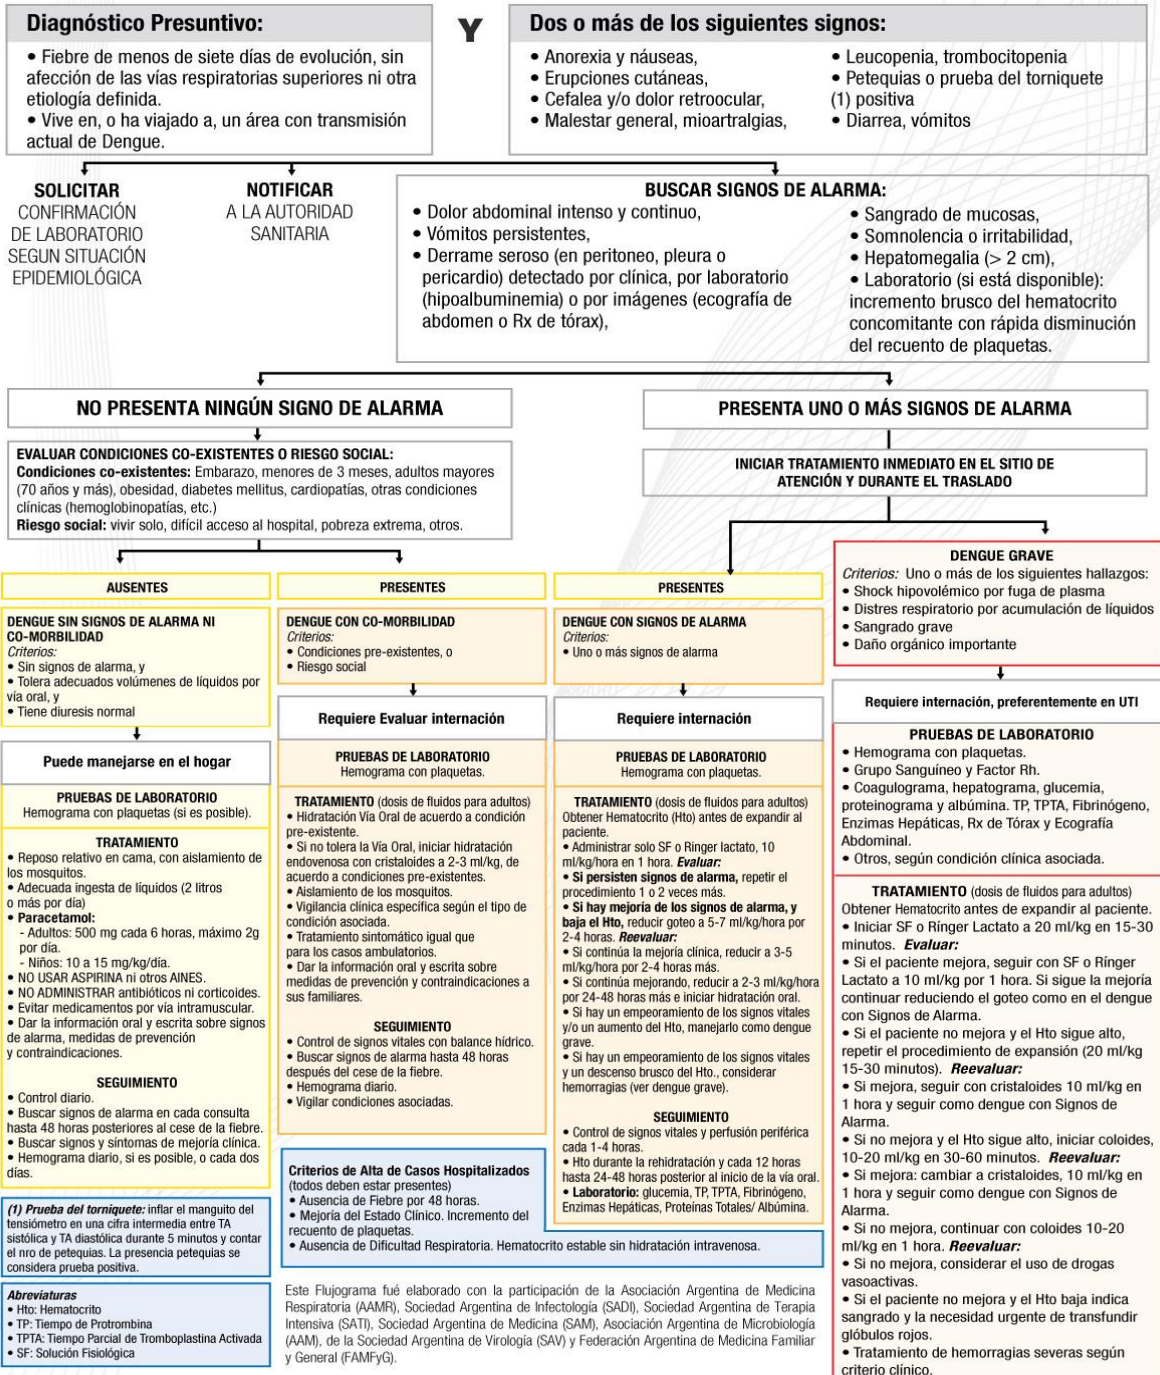 Diagnóstico Presuntivo:
• Fiebre de menos de siete días de evolución, sin
afección de las vías respiratorias superiores ni otra
etiología definida.
• Vive en, o ha viajado a, un área con transmisión
actual de Dengue.
Y
Dos o más de los siguientes signos:
• Anorexia y náuseas,
• Erupciones cutáneas,
• Cefalea y/o dolor retroocular,
• Malestar general, mioartralgias,
• Leucopenia, trombocitopenia
• Petequias o prueba del torniquete
(1) positiva
• Diarrea, vómitos
SOLICITAR
CONFIRMACIÓN
DE LABORATORIO
SEGUN SITUACIÓN
EPIDEMIOLÓGICA
NOTIFICAR
A LA AUTORIDAD
SANITARIA
BUSCAR SIGNOS DE ALARMA:
• Dolor abdominal intenso y continuo,
• Vómitos persistentes,
• Derrame seroso (en peritoneo, pleura o
pericardio) detectado por clínica, por laboratorio
(hipoalbuminemia) o por imágenes (ecografía de
abdomen o Rx de tórax),
• Sangrado de mucosas,
• Somnolencia o irritabilidad,
• Hepatomegalia (> 2 cm),
• Laboratorio (si está disponible):
incremento brusco del hematocrito
concomitante con rápida disminución
del recuento de plaquetas.
NO PRESENTA NINGÚN SIGNO DE ALARMA
EVALUAR CONDICIONES CO-EXISTENTES O RIESGO SOCIAL:
Condiciones co-existentes: Embarazo, menores de 3 meses, adultos mayores
(70 años y más), obesidad, diabetes mellitus, cardiopatías, otras condiciones
clínicas (hemoglobinopatías, etc.)
Riesgo social: vivir solo, difícil acceso al hospital, pobreza extrema, otros.
PRESENTA UNO O MÁS SIGNOS DE ALARMA
INICIAR TRATAMIENTO INMEDIATO EN EL SITIO DE
ATENCIÓN Y DURANTE EL TRASLADO
AUSENTES
DENGUE SIN SIGNOS DE ALARMA NI
CO-MORBILIDAD
Criterios:
• Sin signos de alarma, y
• Tolera adecuados volúmenes de líquidos por
vía oral, y
• Tiene diuresis normal
Puede manejarse en el hogar
PRUEBAS DE LABORATORIO
Hemograma con plaquetas (si es posible).
TRATAMIENTO
• Reposo relativo en cama, con aislamiento de
los mosquitos.
• Adecuada ingesta de líquidos (2 litros
o más por día)
• Paracetamol:
- Adultos: 500 mg cada 6 horas, máximo 2g
por día.
- Niños: 10 a 15 mg/kg/día.
• NO USAR ASPIRINA ni otros AINES.
• NO ADMINISTRAR antibióticos ni corticoides.
• Evitar medicamentos por vía intramuscular.
• Dar la información oral y escrita sobre signos
de alarma, medidas de prevención
y contraindicaciones.
SEGUIMIENTO
• Control diario.
• Buscar signos de alarma en cada consulta
hasta 48 horas posteriores al cese de la fiebre.
• Buscar signos y síntomas de mejoría clínica.
• Hemograma diario, si es posible, o cada dos
días.
(1) Prueba del torniquete: inflar el manguito del
tensiómetro en una cifra intermedia entre TA
sistólica y TA diastólica durante 5 minutos y contar
el nro de petequias. La presencia petequias se
considera prueba positiva.
Abreviaturas
• Hto: Hematocrito
• TP: Tiempo de Protrombina
• TPTA: Tiempo Parcial de Tromboplastina Activada
• SF: Solución Fisiológica
PRESENTES
DENGUE CON CO-MORBILIDAD
Criterios:
• Condiciones pre-existentes, o
• Riesgo social
Requiere Evaluar internación
PRUEBAS DE LABORATORIO
Hemograma con plaquetas.
TRATAMIENTO (dosis de fluidos para adultos)
• Hidratación Vía Oral de acuerdo a condición
pre-existente.
• Si no tolera la Vía Oral, iniciar hidratación
endovenosa con cristaloides a 2-3 ml/kg, de
acuerdo a condiciones pre-existentes.
• Aislamiento de los mosquitos.
• Vigilancia clínica específica según el tipo de
condición asociada.
• Tratamiento sintomático igual que
para los casos ambulatorios.
• Dar la información oral y escrita sobre
medidas de prevención y contraindicaciones a
sus familiares.
SEGUIMIENTO
• Control de signos vitales con balance hídrico.
• Buscar signos de alarma hasta 48 horas
después del cese de la fiebre.
• Hemograma diario.
• Vigilar condiciones asociadas.
PRESENTES
DENGUE CON SIGNOS DE ALARMA
Criterios:
• Uno o más signos de alarma
Requiere internación
PRUEBAS DE LABORATORIO
Hemograma con plaquetas.
TRATAMIENTO (dosis de fluidos para adultos)
Obtener Hematocrito (Hto) antes de expandir al
paciente.
• Administrar solo SF o Ringer lactato, 10
ml/kg/hora en 1 hora. Evaluar:
• Si persisten signos de alarma, repetir el
procedimiento 1 o 2 veces más.
• Si hay mejoría de los signos de alarma, y
baja el Hto, reducir goteo a 5-7 ml/kg/hora por
2-4 horas. Reevaluar:
• Si continúa la mejoría clínica, reducir a 3-5
ml/kg/hora por 2-4 horas más.
• Si continúa mejorando, reducir a 2-3 ml/kg/hora
por 24-48 horas más e iniciar hidratación oral.
• Si hay un empeoramiento de los signos vitales
y/o un aumento del Hto, manejarlo como dengue
grave.
• Si hay un empeoramiento de los signos vitales
y un descenso brusco del Hto., considerar
hemorragias (ver dengue grave).
SEGUIMIENTO
• Control de signos vitales y perfusión periférica
cada 1-4 horas.
• Hto durante la rehidratación y cada 12 horas
hasta 24-48 horas posterior al inicio de la vía oral.
• Laboratorio: glucemia, TP, TPTA, Fibrinógeno,
Enzimas Hepáticas, Proteínas Totales/ Albúmina.
Criterios de Alta de Casos Hospitalizados
(todos deben estar presentes)
• Ausencia de Fiebre por 48 horas.
• Mejoría del Estado Clínico. Incremento del
recuento de plaquetas.
• Ausencia de Dificultad Respiratoria. Hematocrito estable sin hidratación intravenosa.
Este Flujograma fué elaborado con la participación de la Asociación Argentina de Medicina
Respiratoria (AAMR), Sociedad Argentina de Infectología (SADI), Sociedad Argentina de Terapia
Intensiva (SATI), Sociedad Argentina de Medicina (SAM), Asociación Argentina de Microbiología
(AAM), de la Sociedad Argentina de Virología (SAV) y Federación Argentina de Medicina Familiar
y General (FAMFyG).
DENGUE GRAVE
Criterios: Uno o más de los siguientes hallazgos:
• Shock hipovolémico por fuga de plasma
• Distres respiratorio por acumulación de líquidos
• Sangrado grave
• Daño orgánico importante
Requiere internación, preferentemente en UTI
PRUEBAS DE LABORATORIO
• Hemograma con plaquetas.
• Grupo Sanguíneo y Factor Rh.
• Coagulograma, hepatograma, glucemia,
proteinograma y albúmina. TP, TPTA, Fibrinógeno,
Enzimas Hepáticas, Rx de Tórax y Ecografía
Abdominal.
• Otros, según condición clínica asociada.
TRATAMIENTO (dosis de fluidos para adultos)
Obtener Hematocrito antes de expandir al paciente.
• Iniciar SF o Rínger Lactato a 20 ml/kg en 15-30
minutos. Evaluar:
• Si el paciente mejora, seguir con SF o Rínger
Lactato a 10 ml/kg por 1 hora. Si sigue la mejoría
continuar reduciendo el goteo como en el dengue
con Signos de Alarma.
• Si el paciente no mejora y el Hto sigue alto,
repetir el procedimiento de expansión (20 ml/kg
15-30 minutos). Reevaluar:
• Si mejora, seguir con cristaloides 10 ml/kg en
1 hora y seguir como dengue con Signos de
Alarma.
• Si no mejora y el Hto sigue alto, iniciar coloides,
10-20 ml/kg en 30-60 minutos. Reevaluar:
• Si mejora: cambiar a cristaloides, 10 ml/kg en
1 hora y seguir como dengue con Signos de
Alarma.
• Si no mejora, continuar con coloides 10-20
ml/kg en 1 hora. Reevaluar:
• Si no mejora, considerar el uso de drogas
vasoactivas.
• Si el paciente no mejora y el Hto baja indica
sangrado y la necesidad urgente de transfundir
glóbulos rojos.
• Tratamiento de hemorragias severas según
criterio clínico.